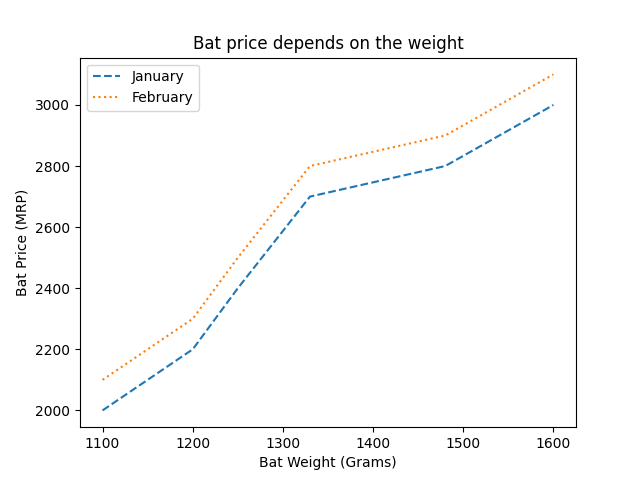 Bat price depends on the weight
January
February
3000
2800
2600
2400
2200
2000
Bat Price (MRP)
1100 1200 1300 1400 1500 1600
Bat Weight (Grams)